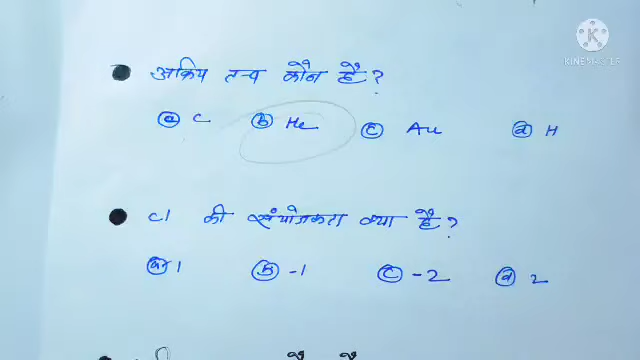 KINEMASTER
● अक्रिय तत्व कौन है?
ⓐ C ⓑ He ⓒ Au ⓓ H
● Cl की संयोजकता क्या है?
ⓐ 1 Ⓑ -1 Ⓒ -2 ⓓ 2